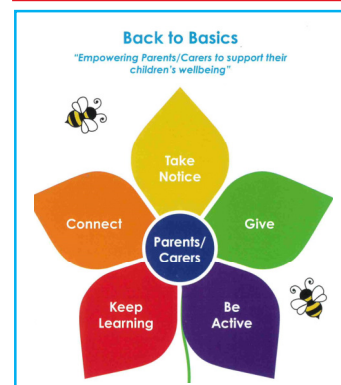 Back to Basics
"Empowering Parents/Carers to support their
children's wellbeing"
Take
Notice
Connect
Give
Parents/
Carers
Keep
Learning
Be
Active